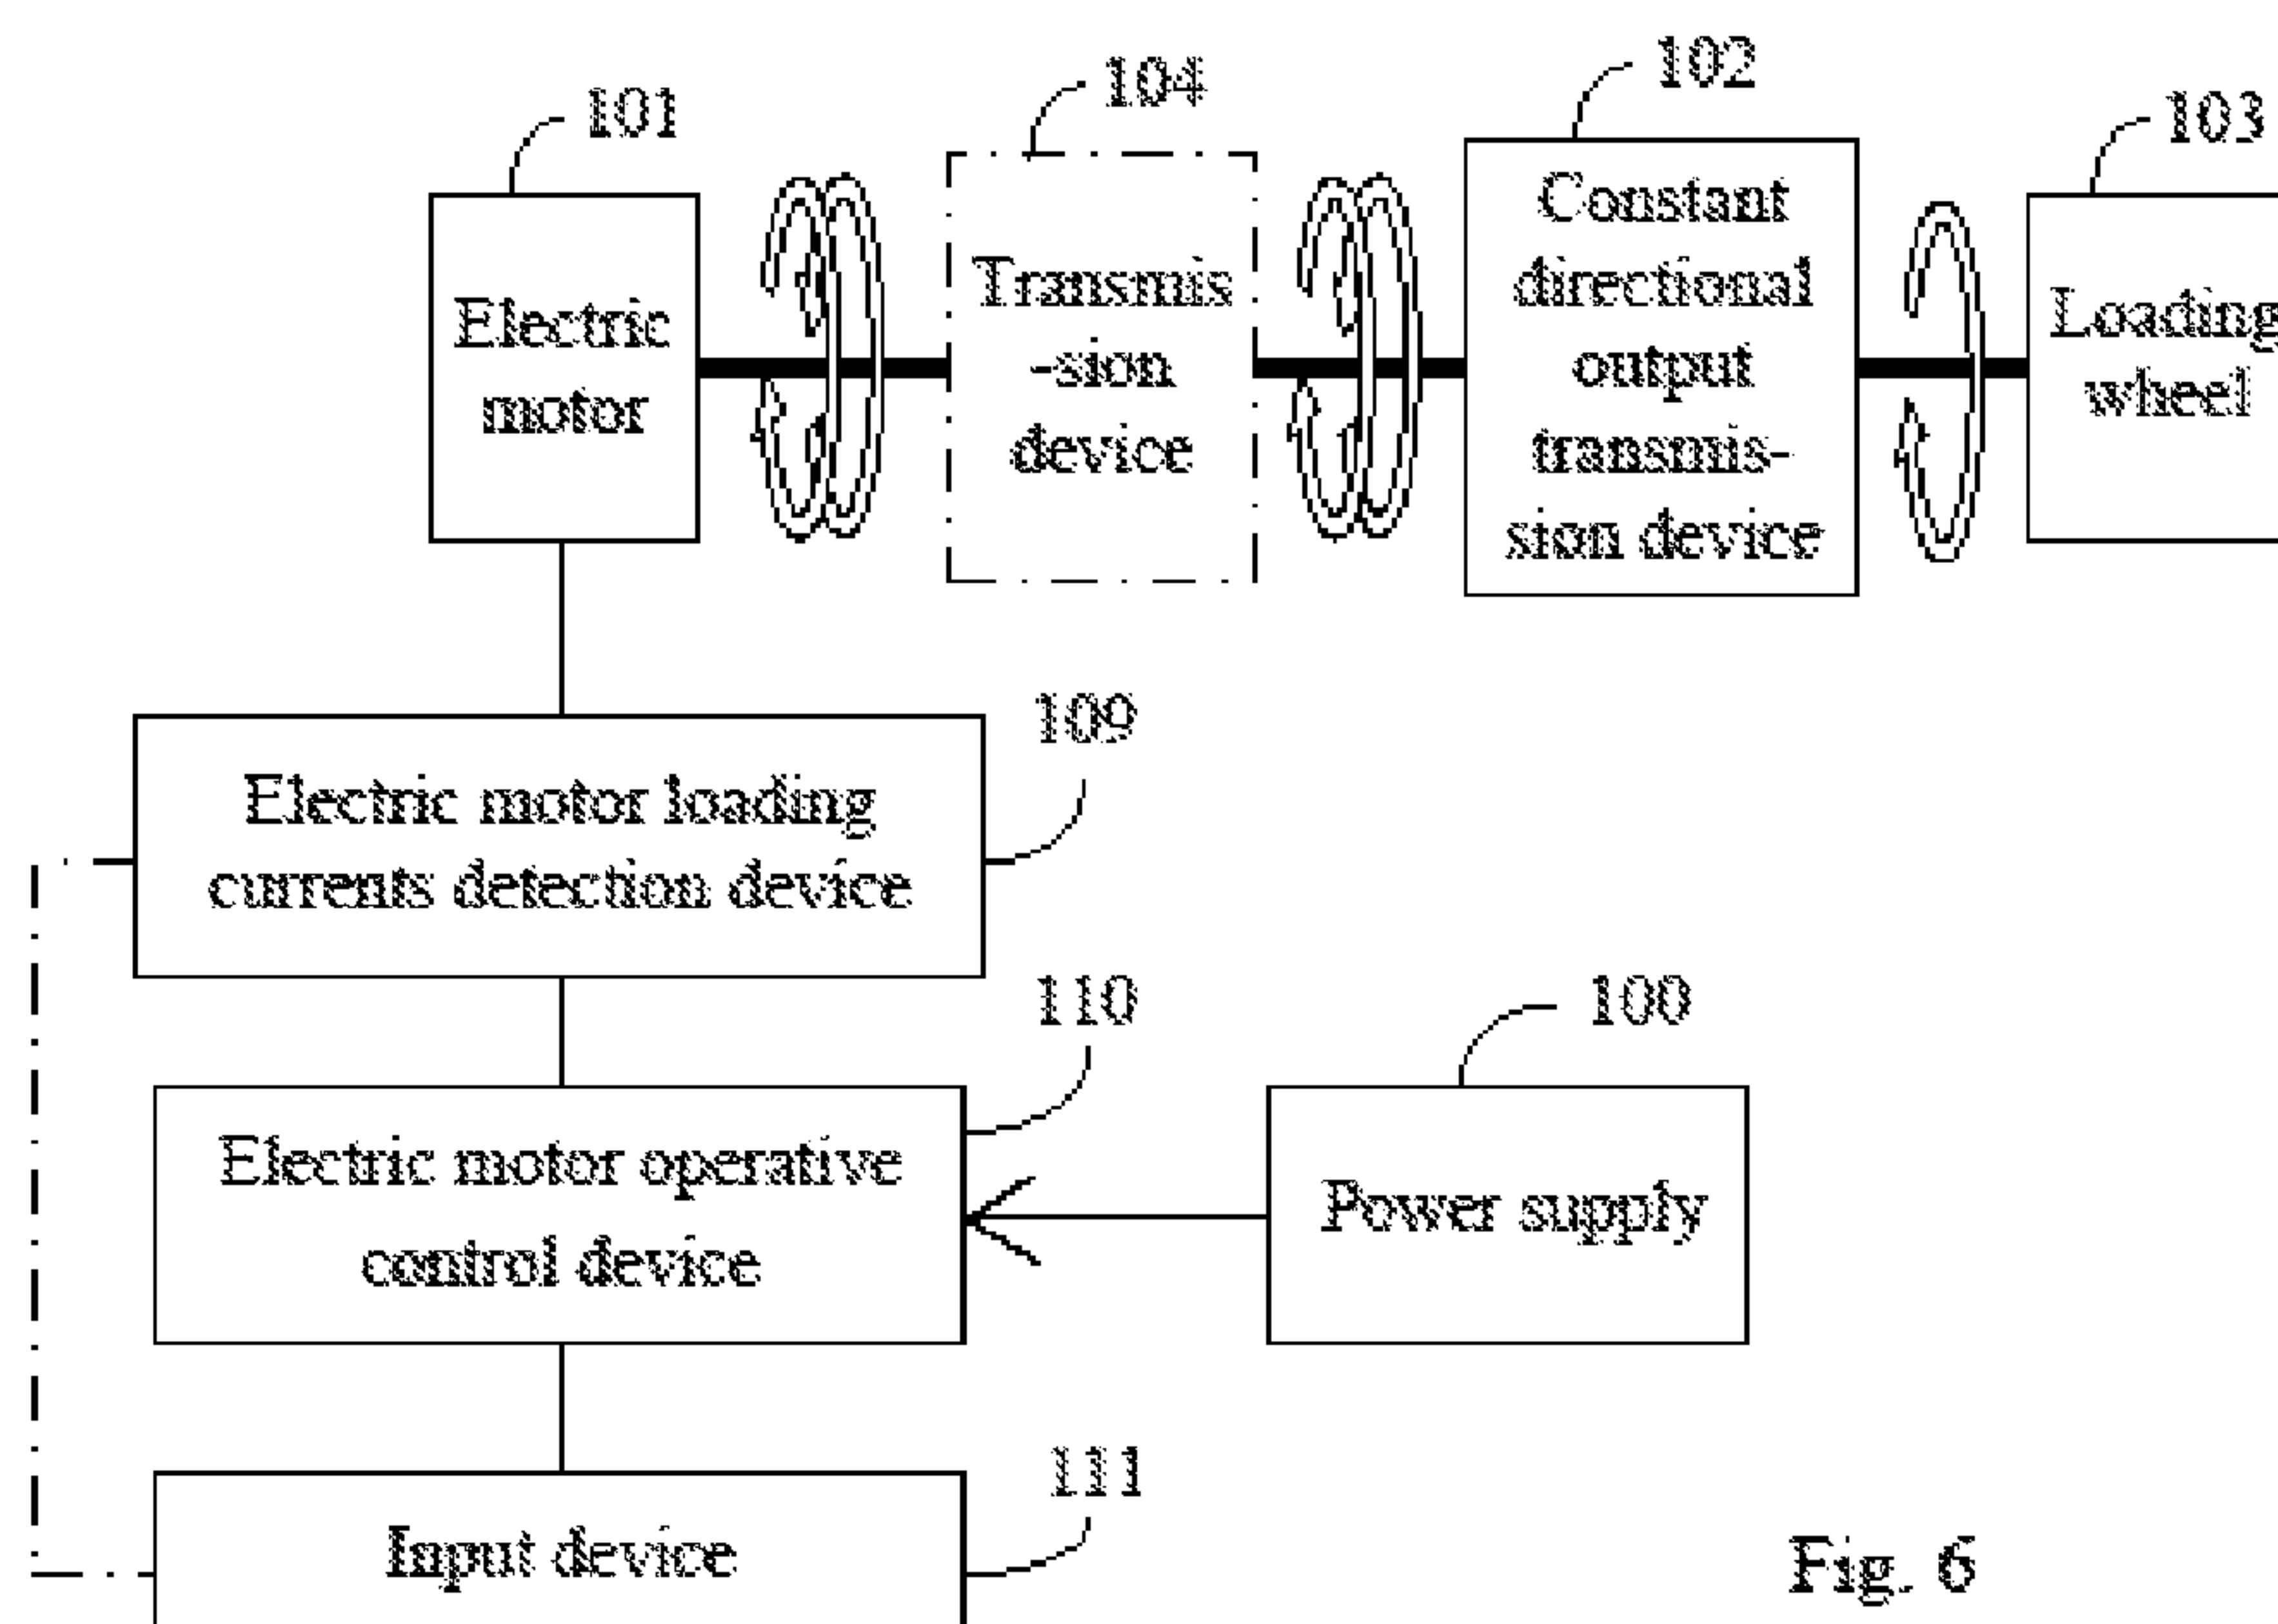 101
104
102
103
Electric
motor
Transmis
-sion
device
Constant
directional
output
transmis-
sion device
Loading
wheel
109
Electric motor loading
currents detection device
110
100
Electric motor operative
control device
Power supply
111
Input device
Fig. 6